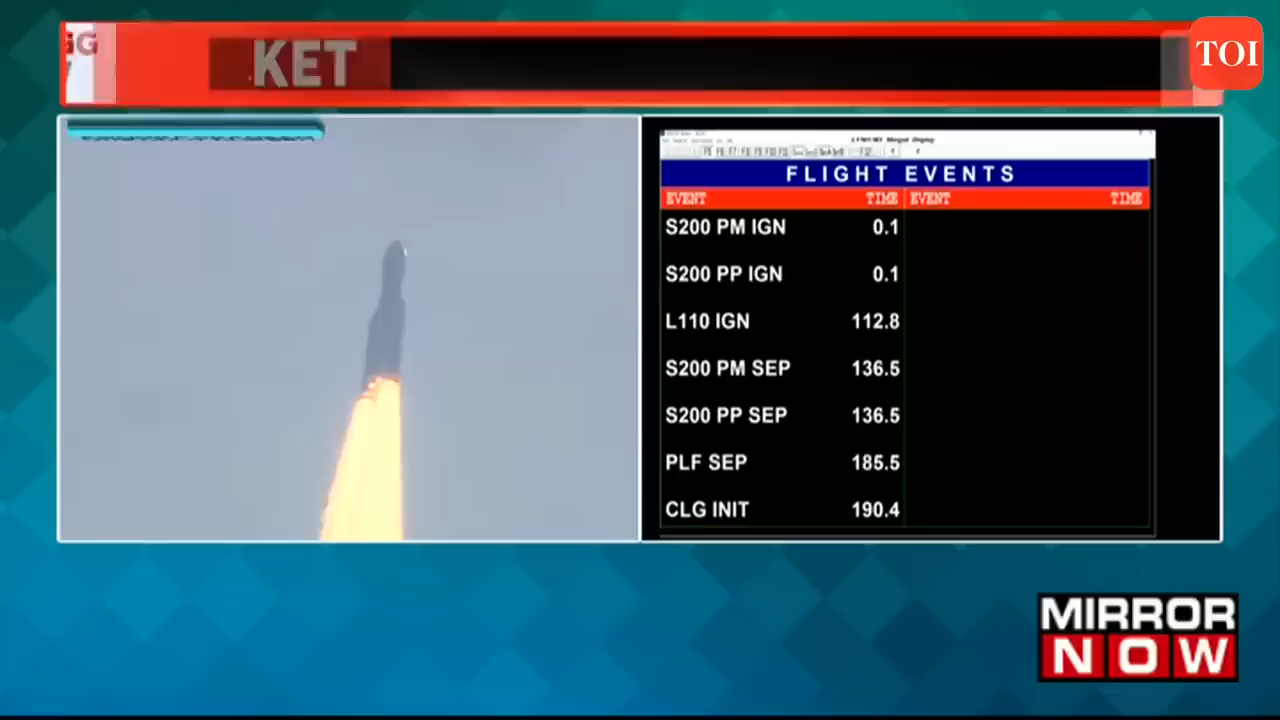 KET
TOI
FLIGHT EVENTS
EVENT TIME EVENT TIME
S200 PM IGN 0.1
S200 PP IGN 0.1
L110 IGN 112.8
S200 PM SEP 136.5
S200 PP SEP 136.5
PLF SEP 185.5
CLG INIT 190.4
MIRROR
NOW